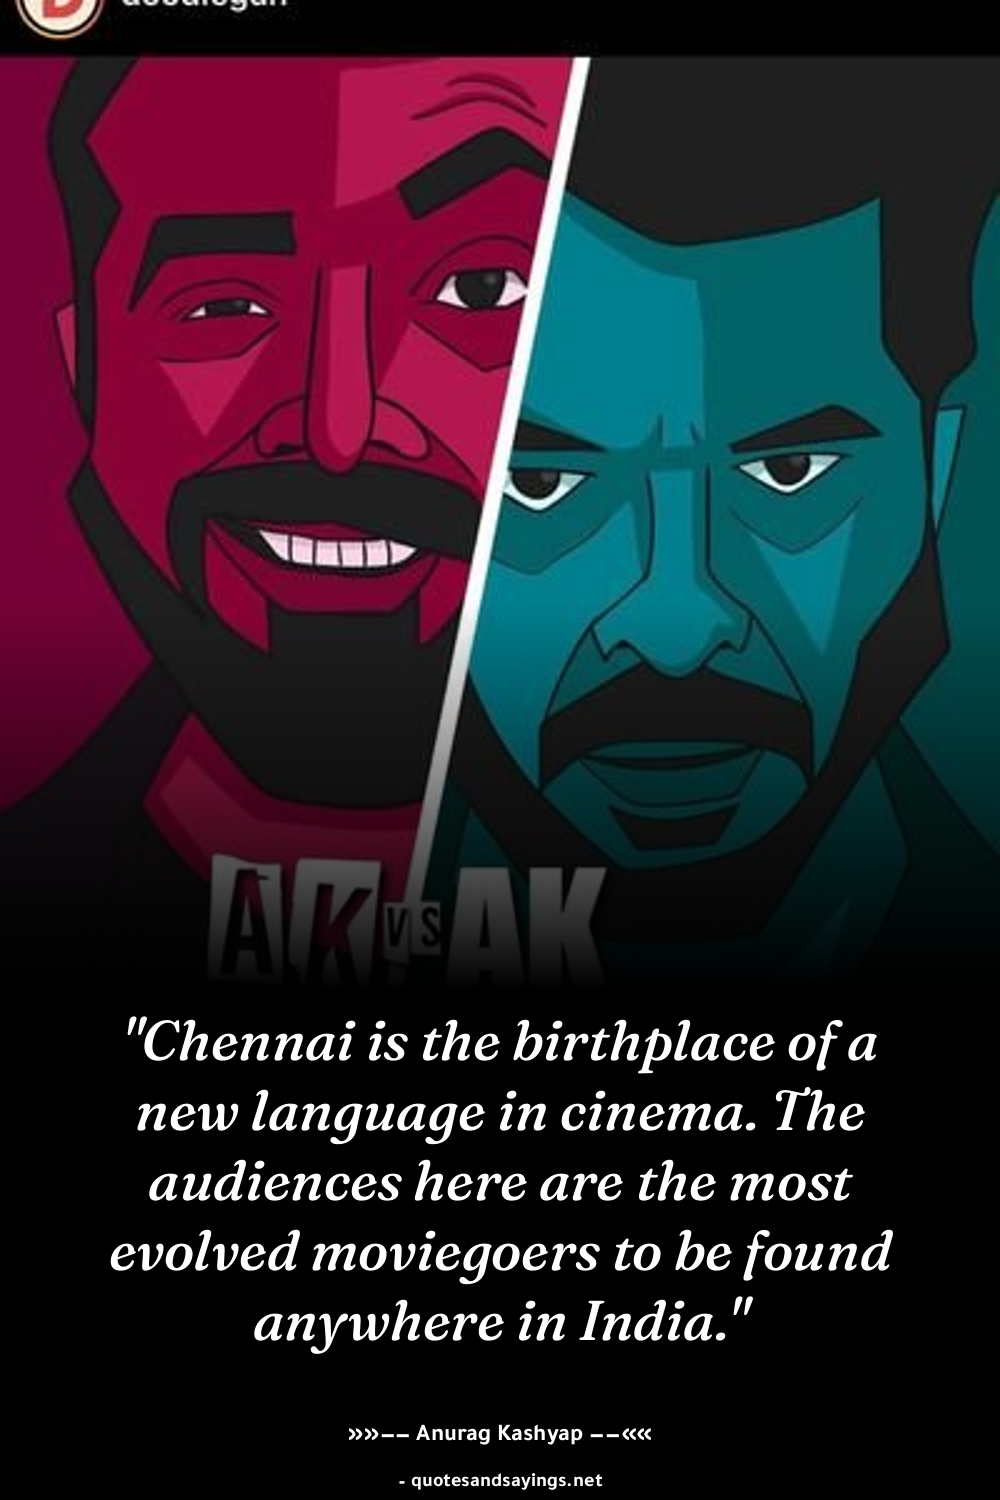 AK VS AK
"Chennai is the birthplace of a
new language in cinema. The
audiences here are the most
evolved moviegoers to be found
anywhere in India."
»»−− Anurag Kashyap −−««
- quotesandsayings.net